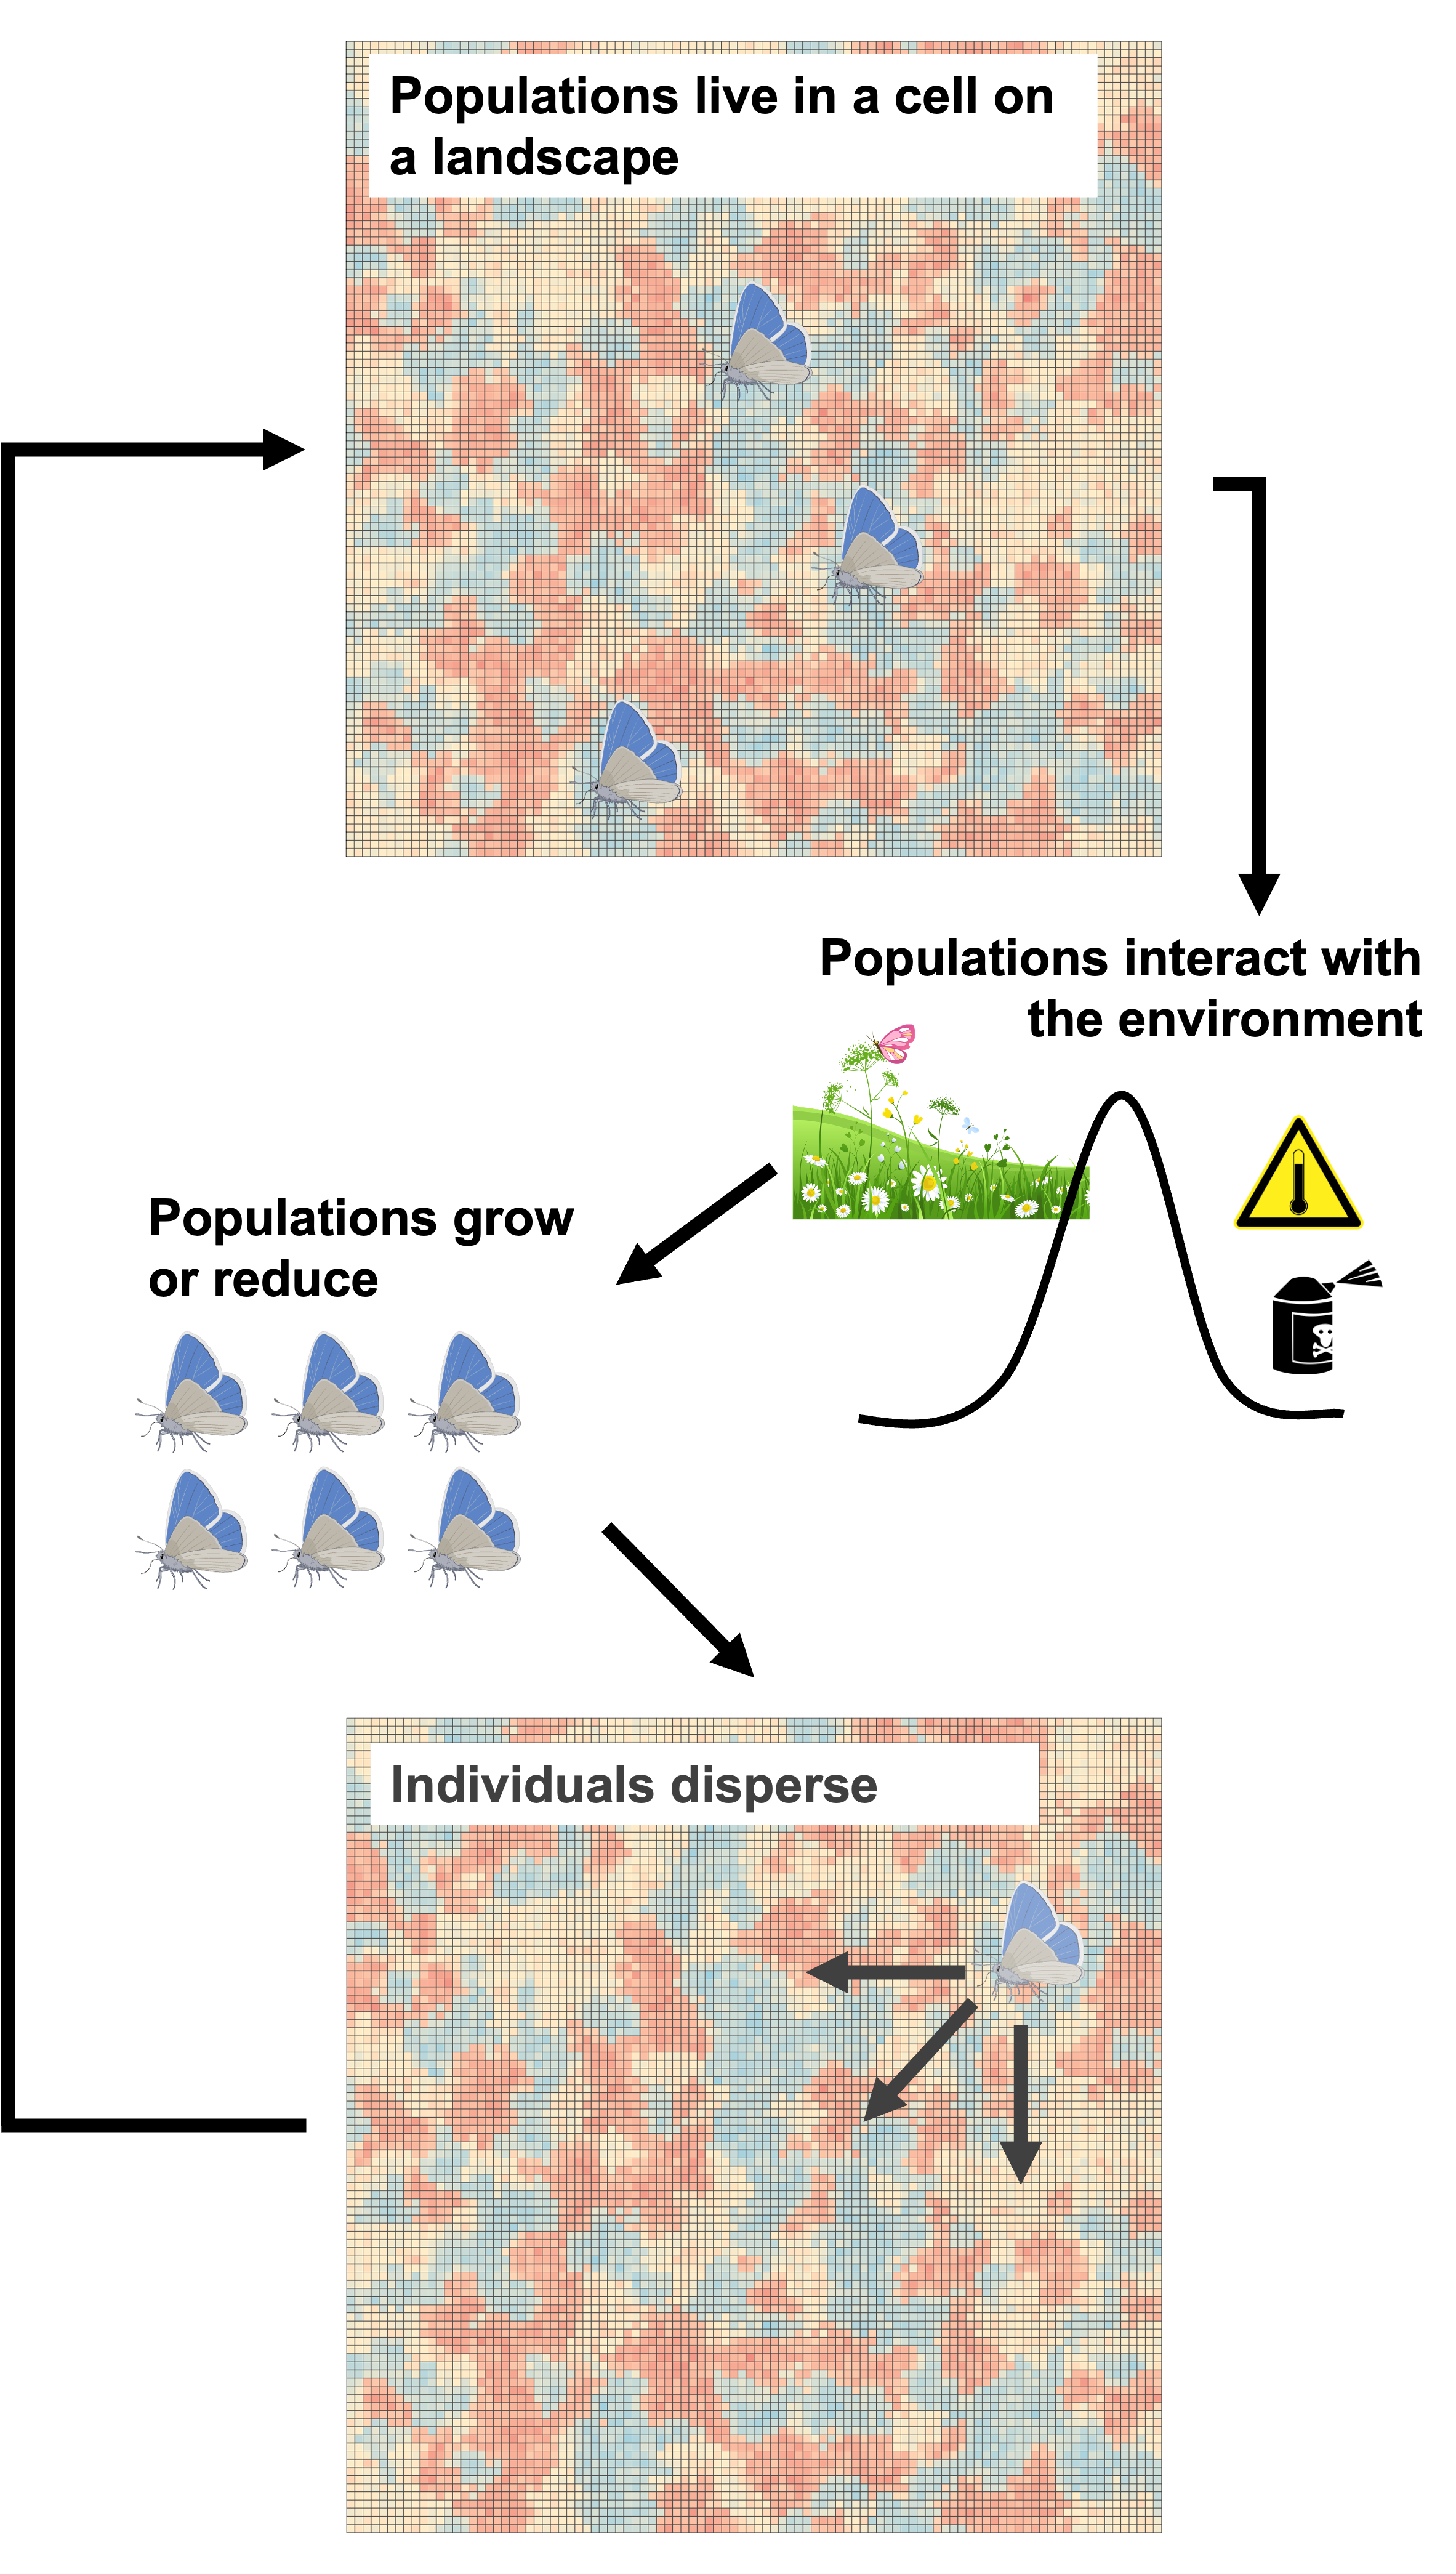 Populations live in a cell on
a landscape
Populations interact with
the environment
Populations grow
or reduce
Individuals disperse